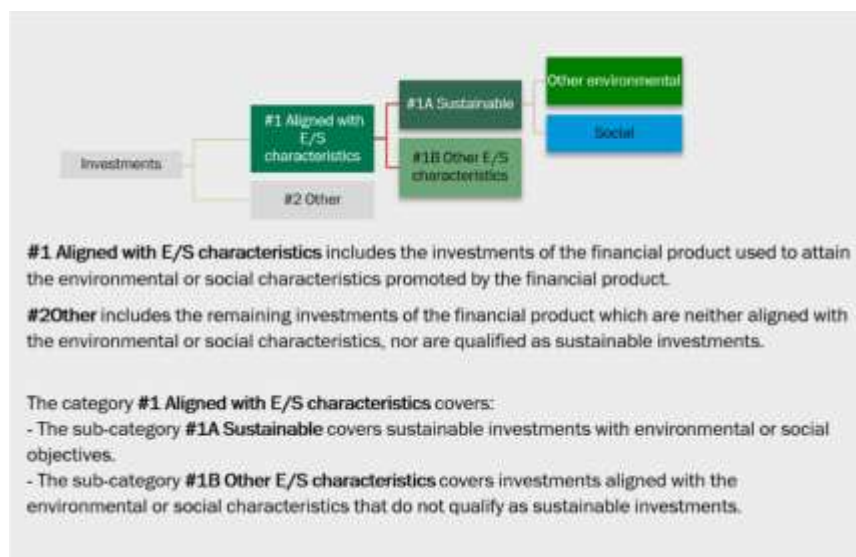 Other environmental
#1A Sustainable
#1 Aligned with
E/S
characteristics
Social
#1B Other E/S
characteristics
Investments
#2 Other
#1 Aligned with E/S characteristics includes the investments of the financial product used to attain
the environmental or social characteristics promoted by the financial product.
#2Other includes the remaining investments of the financial product which are neither aligned with
the environmental or social characteristics, nor are qualified as sustainable investments.
The category #1 Aligned with E/S characteristics covers:
- The sub-category #1A Sustainable covers sustainable investments with environmental or social
objectives.
- The sub-category #1B Other E/S characteristics covers investments aligned with the
environmental or social characteristics that do not qualify as sustainable investments.